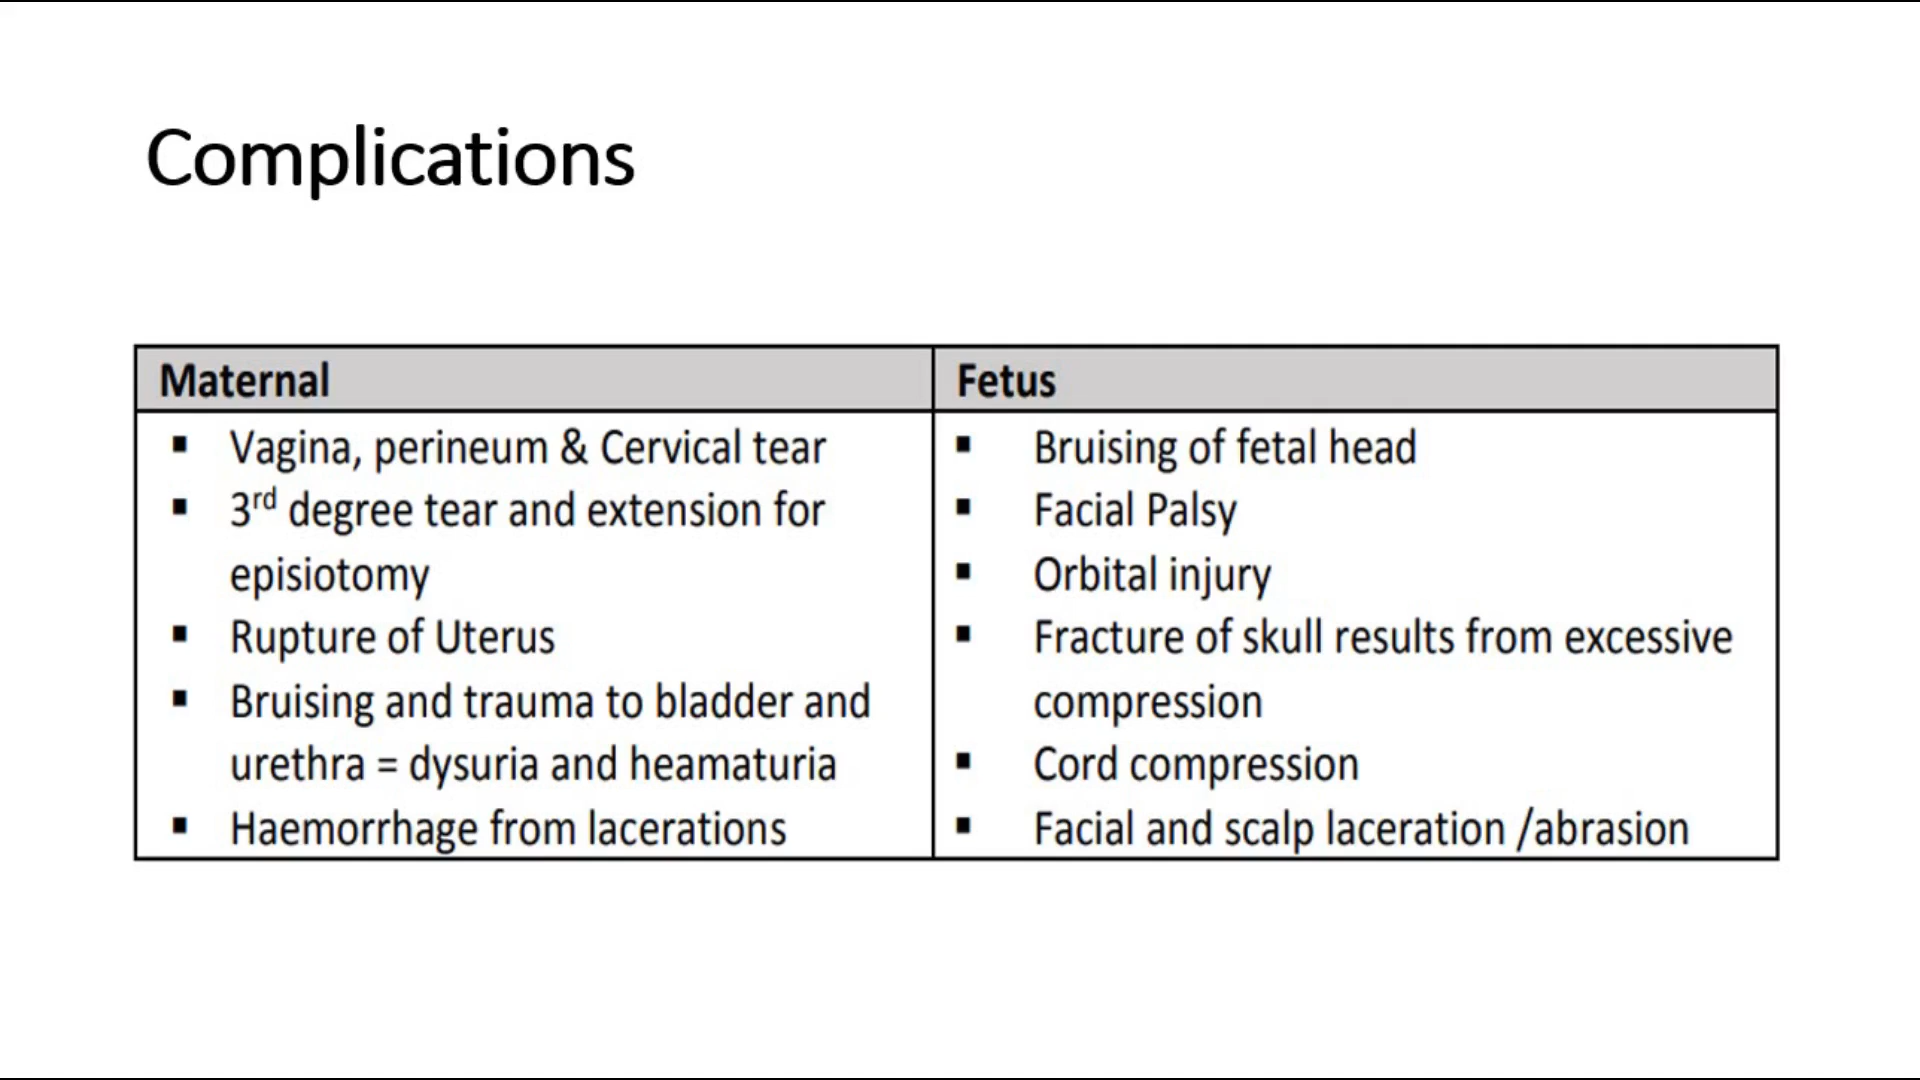 Complications
Maternal
Fetus
▪ Vagina, perineum & Cervical tear
▪ 3rd degree tear and extension for
episiotomy
▪ Rupture of Uterus
▪ Bruising and trauma to bladder and
urethra = dysuria and heamaturia
▪ Haemorrhage from lacerations
▪ Bruising of fetal head
▪ Facial Palsy
▪ Orbital injury
▪ Fracture of skull results from excessive
compression
▪ Cord compression
▪ Facial and scalp laceration /abrasion